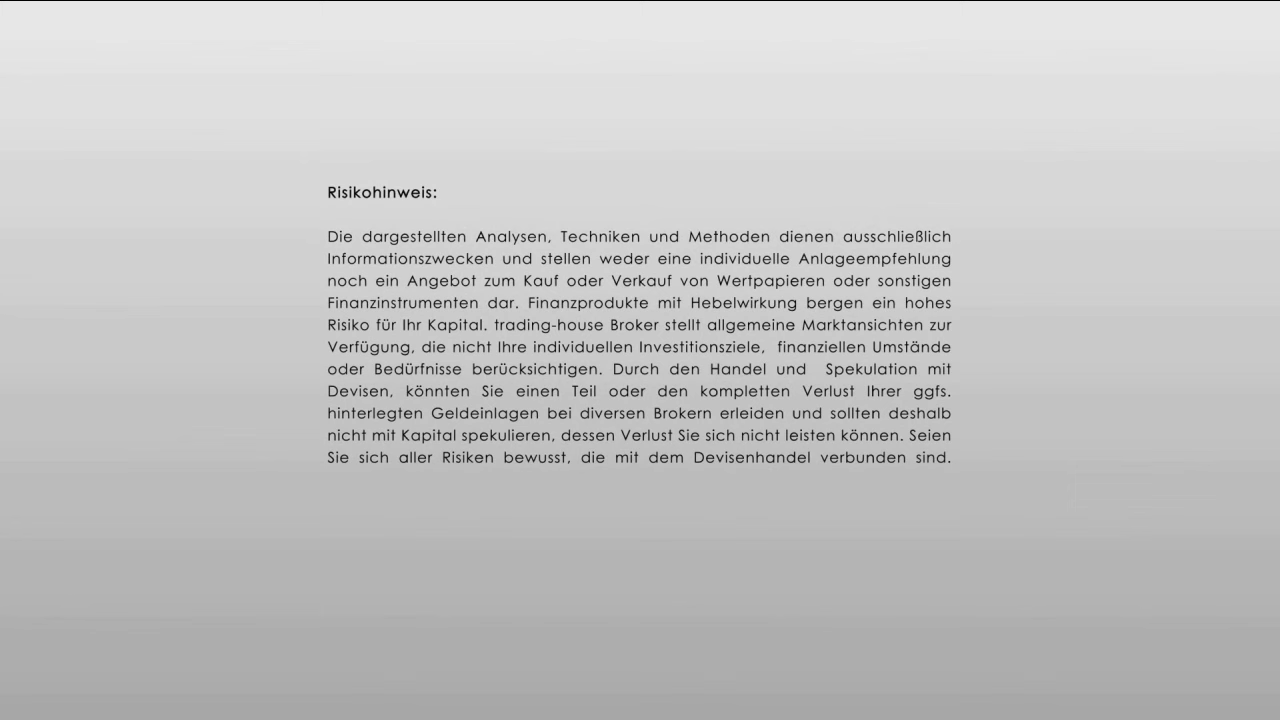 Risikohinweis:
Die dargestellten Analysen, Techniken und Methoden dienen ausschließlich
Informationszwecken und stellen weder eine individuelle Anlageempfehlung
noch ein Angebot zum Kauf oder Verkauf von Wertpapieren oder sonstigen
Finanzinstrumenten dar. Finanzprodukte mit Hebelwirkung bergen ein hohes
Risiko für Ihr Kapital. trading-house Broker stellt allgemeine Marktansichten zur
Verfügung, die nicht Ihre individuellen Investitionsziele, finanziellen Umstände
oder Bedürfnisse berücksichtigen. Durch den Handel und Spekulation mit
Devisen, könnten Sie einen Teil oder den kompletten Verlust Ihrer ggfs.
hinterlegten Geldeinlagen bei diversen Brokern erleiden und sollten deshalb
nicht mit Kapital spekulieren, dessen Verlust Sie sich nicht leisten können. Seien
Sie sich aller Risiken bewusst, die mit dem Devisenhandel verbunden sind.